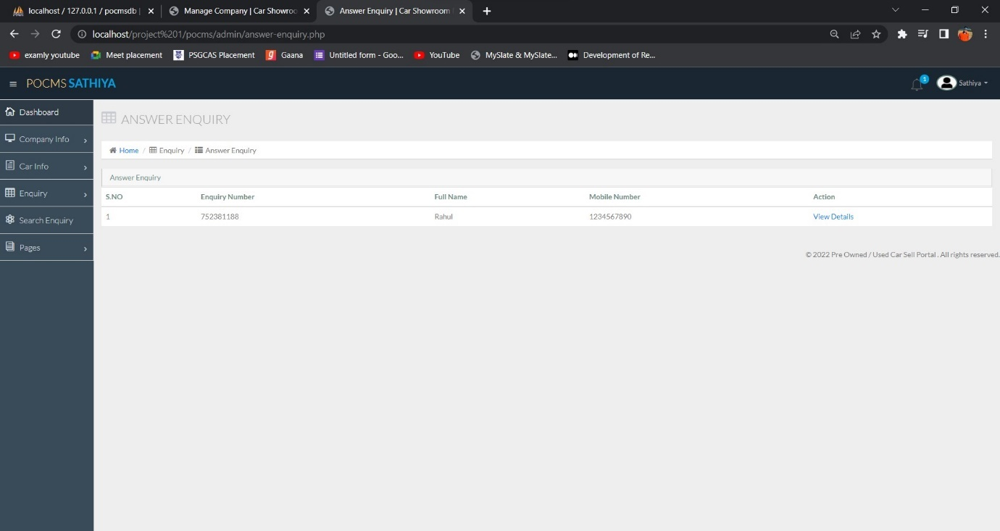 localhost / 127.0.0.1 / pocmsdb |
Manage Company | Car Showroo
Answer Enquiry | Car Showroom
localhost/project%201/pocms/admin/answer-enquiry.php
examly youtube
Meet placement
PSGCAS Placement
g Gaana
Untitled form - Goo...
YouTube
MySlate & MySlate...
Development of Re...
POCMS SATHIYA
1
Sathiya
Dashboard
Company Info
Car Info
Enquiry
Search Enquiry
Pages
ANSWER ENQUIRY
Home / Enquiry / Answer Enquiry
Answer Enquiry
S.NO Enquiry Number Full Name Mobile Number Action
1 752381188 Rahul 1234567890 View Details
© 2022 Pre Owned / Used Car Sell Portal . All rights reserved.